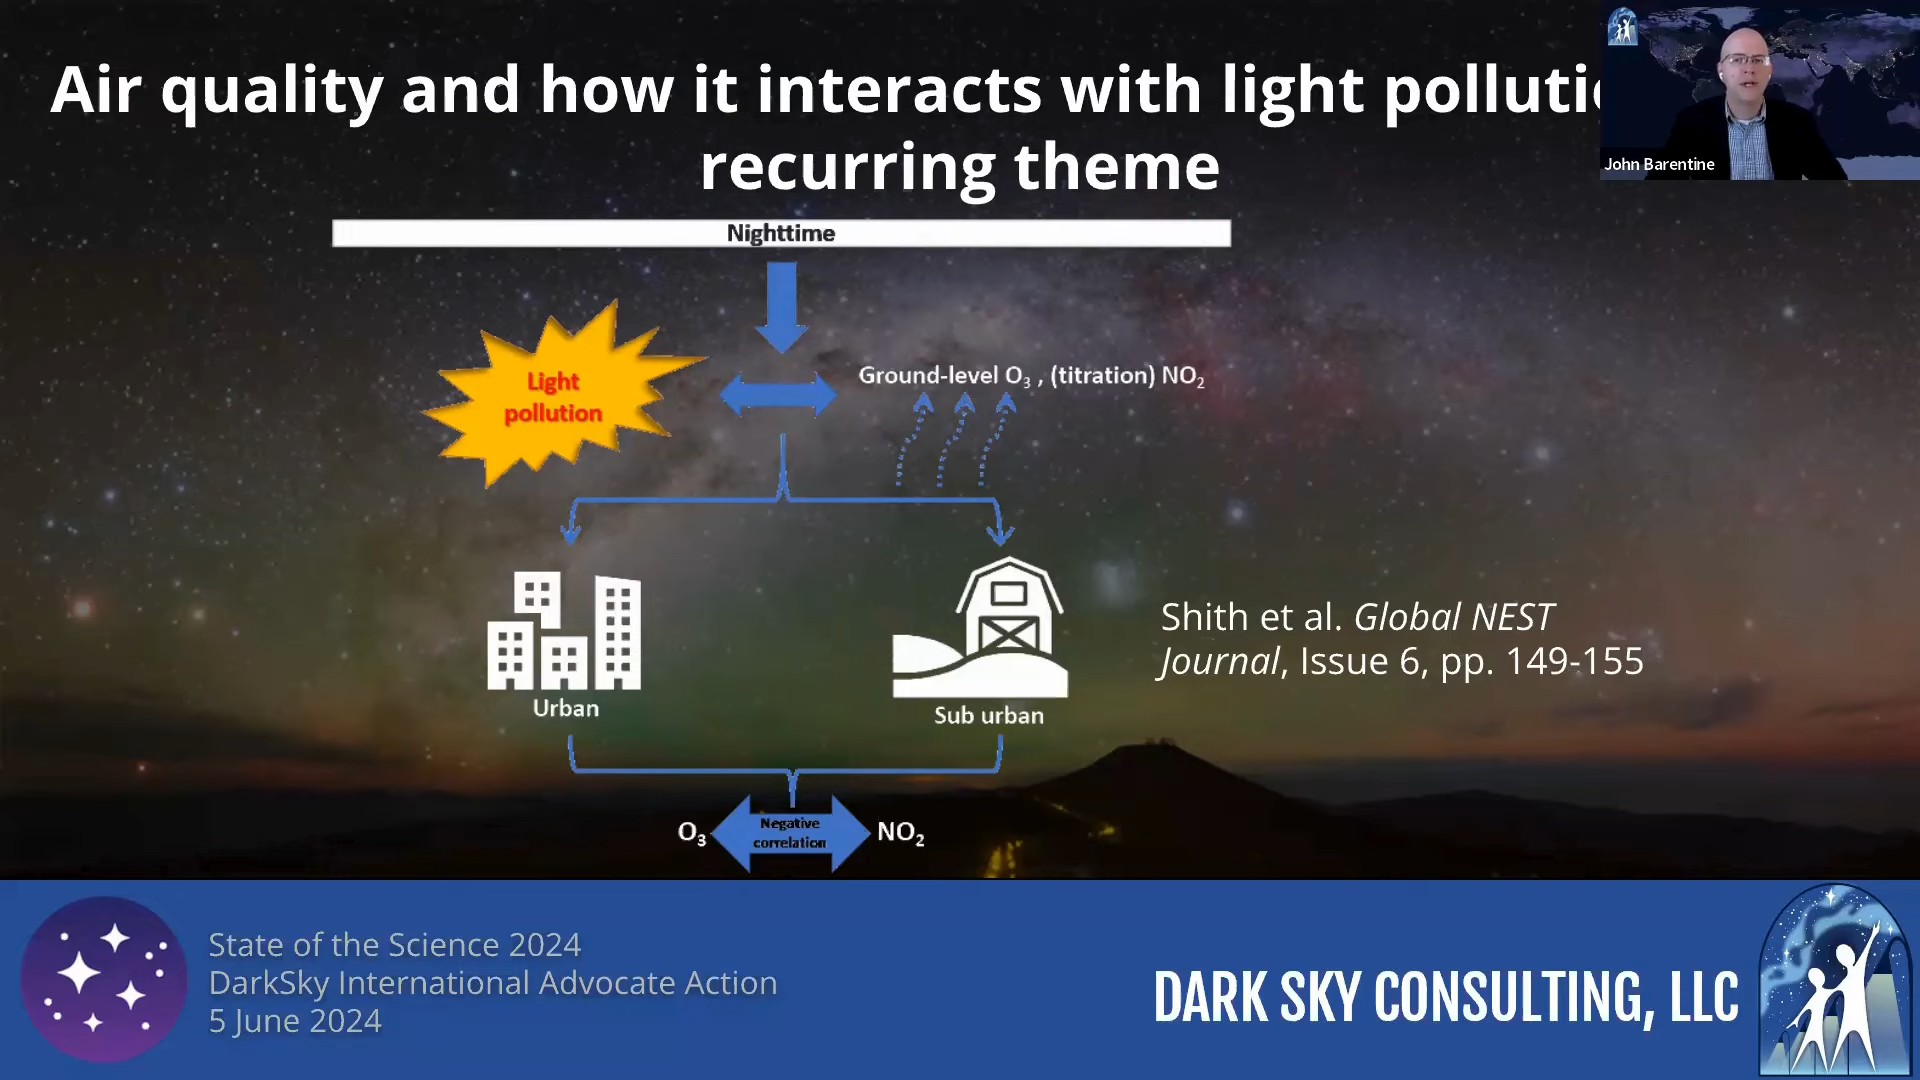 Air quality and how it interacts with light polluti
recurring theme
John Barentine
Nighttime
Light
pollution
Ground-level O₃ , (titration) NO₂
Urban
Sub urban
Shith et al. Global NEST
Journal, Issue 6, pp. 149-155
O₃
Negative
correlation
NO₂
State of the Science 2024
DarkSky International Advocate Action
5 June 2024
DARK SKY CONSULTING, LLC